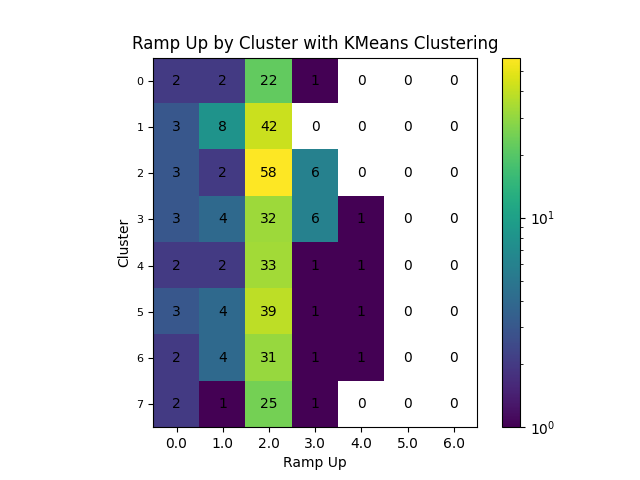 Ramp Up by Cluster with KMeans Clustering
0 2 2 22 1 0 0 0
1 3 8 42 0 0 0 0
2 3 2 58 6 0 0 0
3 3 4 32 6 1 0 0
4 2 2 33 1 1 0 0
5 3 4 39 1 1 0 0
6 2 4 31 1 1 0 0
7 2 1 25 1 0 0 0
0.0 1.0 2.0 3.0 4.0 5.0 6.0
Ramp Up
Cluster
10¹
10⁰